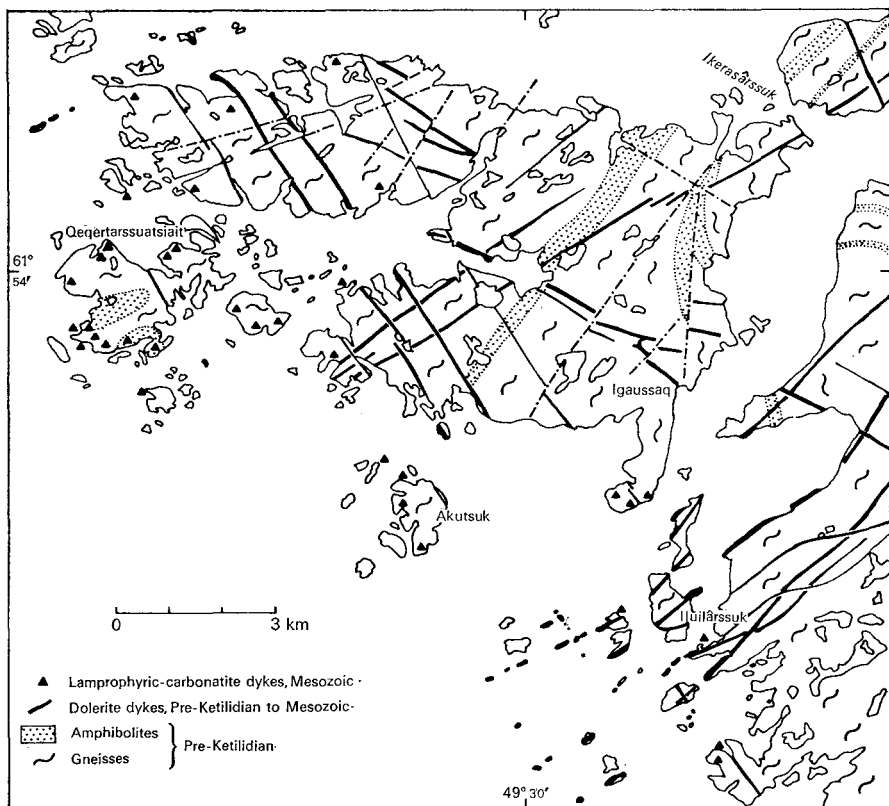 Ikerasârssuk
Qeqertarssuatsiait
61°
54'
Igaussaq
Akutsuk
0 3 km
Iluilârssuk
Lamprophyric-carbonatite dykes, Mesozoic
Dolerite dykes, Pre-Ketilidian to Mesozoic
Amphibolites
Pre-Ketilidian
Gneisses
49° 30'